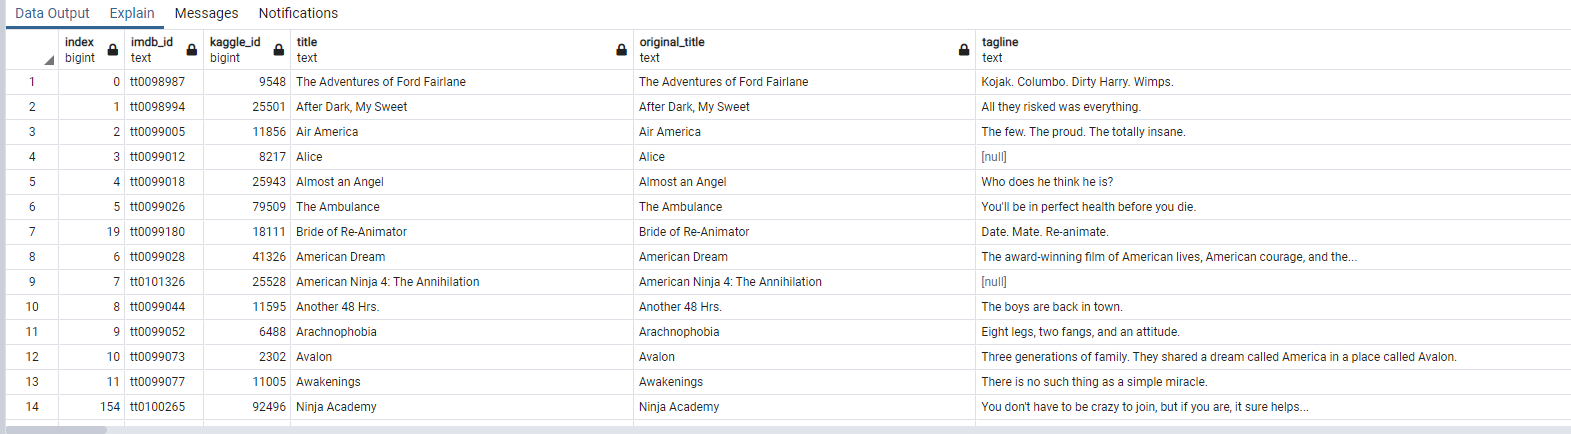 Data Output Explain Messages Notifications
index imdb_id kaggle_id title original_title tagline
bigint text bigint text text text
1 0 tt0098987 9548 The Adventures of Ford Fairlane The Adventures of Ford Fairlane Kojak. Columbo. Dirty Harry. Wimps.
2 1 tt0098994 25501 After Dark, My Sweet After Dark, My Sweet All they risked was everything.
3 2 tt0099005 11856 Air America Air America The few. The proud. The totally insane.
4 3 tt0099012 8217 Alice Alice [null]
5 4 tt0099018 25943 Almost an Angel Almost an Angel Who does he think he is?
6 5 tt0099026 79509 The Ambulance The Ambulance You'll be in perfect health before you die.
7 19 tt0099180 18111 Bride of Re-Animator Bride of Re-Animator Date. Mate. Re-animate.
8 6 tt0099028 41326 American Dream American Dream The award-winning film of American lives, American courage, and the...
9 7 tt0101326 25528 American Ninja 4: The Annihilation American Ninja 4: The Annihilation [null]
10 8 tt0099044 11595 Another 48 Hrs. Another 48 Hrs. The boys are back in town.
11 9 tt0099052 6488 Arachnophobia Arachnophobia Eight legs, two fangs, and an attitude.
12 10 tt0099073 2302 Avalon Avalon Three generations of family. They shared a dream called America in a place called Avalon.
13 11 tt0099077 11005 Awakenings Awakenings There is no such thing as a simple miracle.
14 154 tt0100265 92496 Ninja Academy Ninja Academy You don't have to be crazy to join, but if you are, it sure helps...